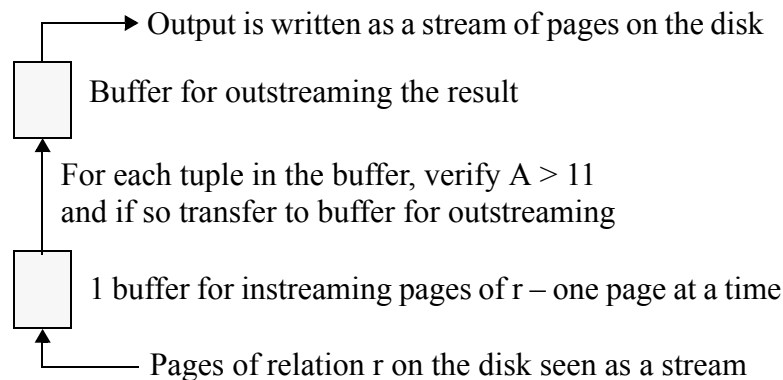 Output is written as a stream of pages on the disk
Buffer for outstreaming the result
For each tuple in the buffer, verify A > 11
and if so transfer to buffer for outstreaming
1 buffer for instreaming pages of r – one page at a time
Pages of relation r on the disk seen as a stream